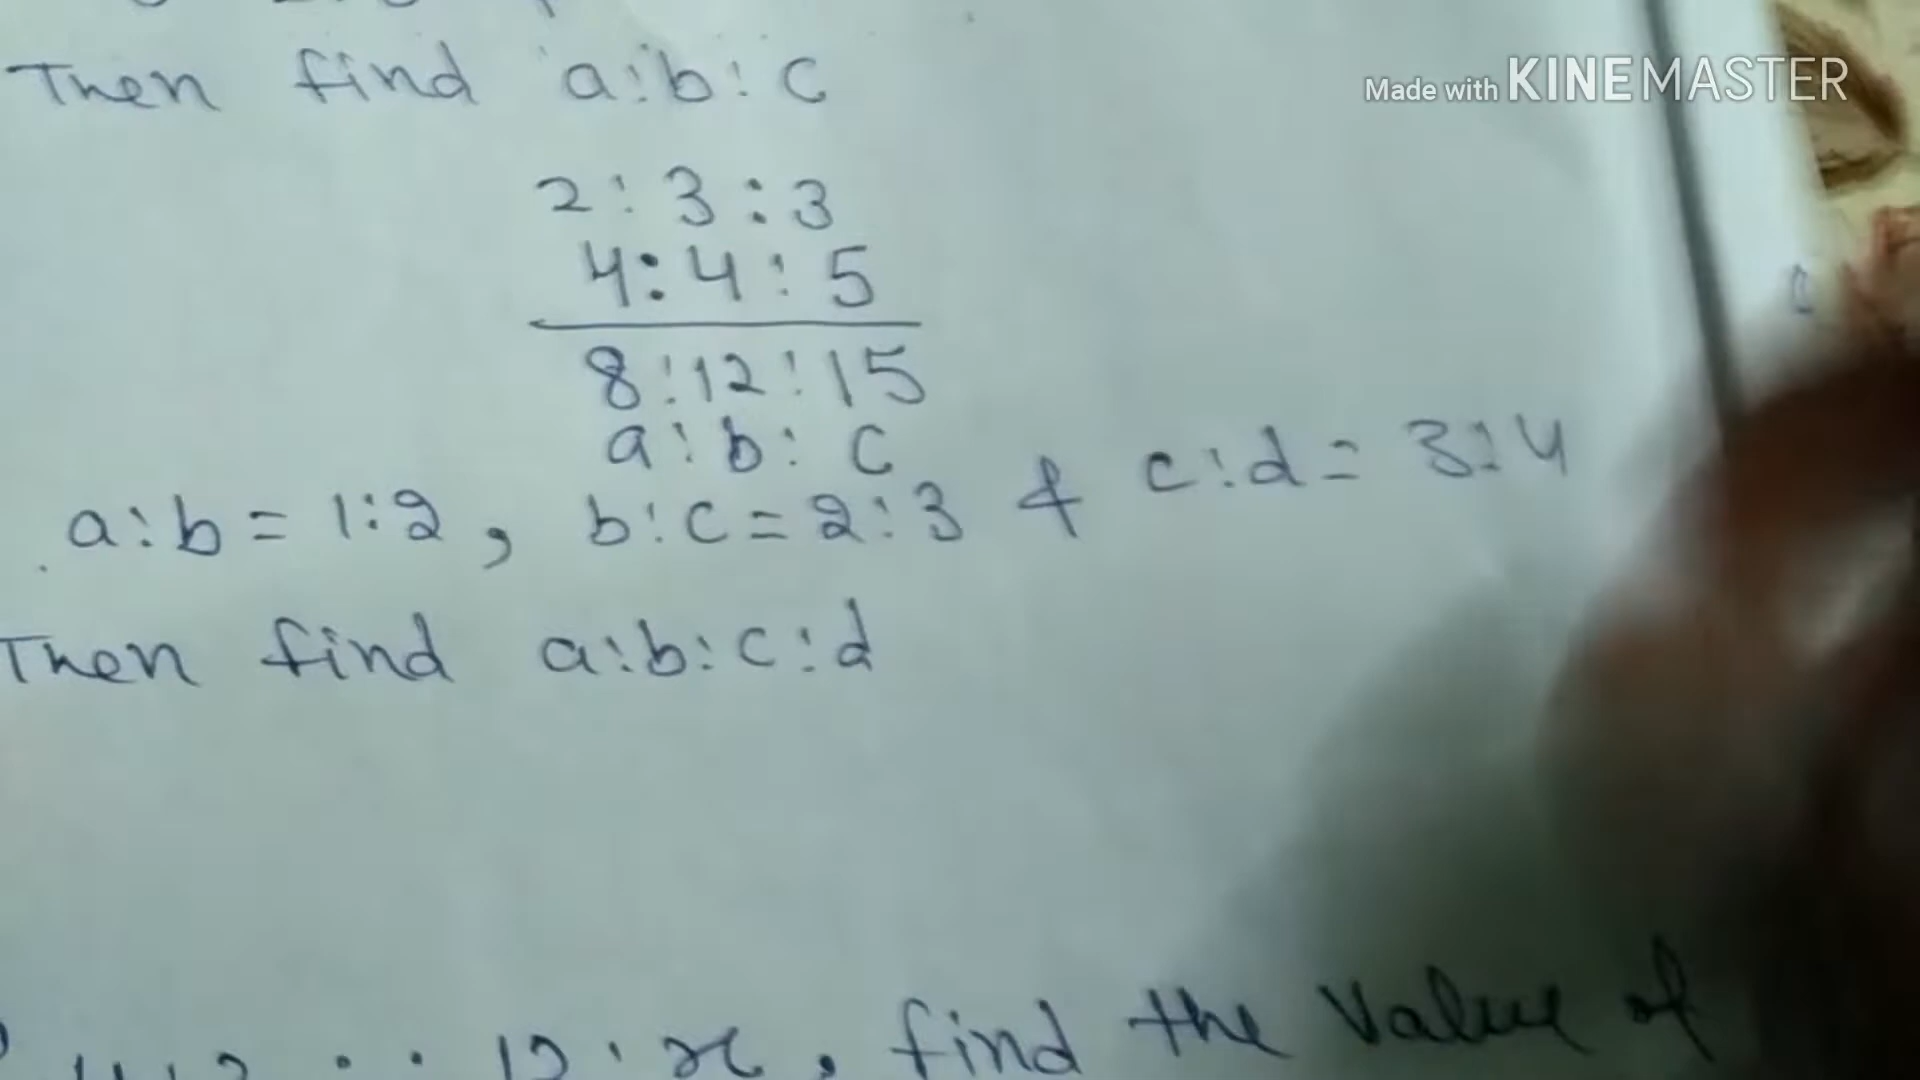 Then find a:b:c
Made with KINEMASTER
2:3:3
4:4:5
8:12:15
a:b:c
a:b=1:2, b:c=2:3 & c:d=3:4
Then find a:b:c:d
12:x, find the Value of